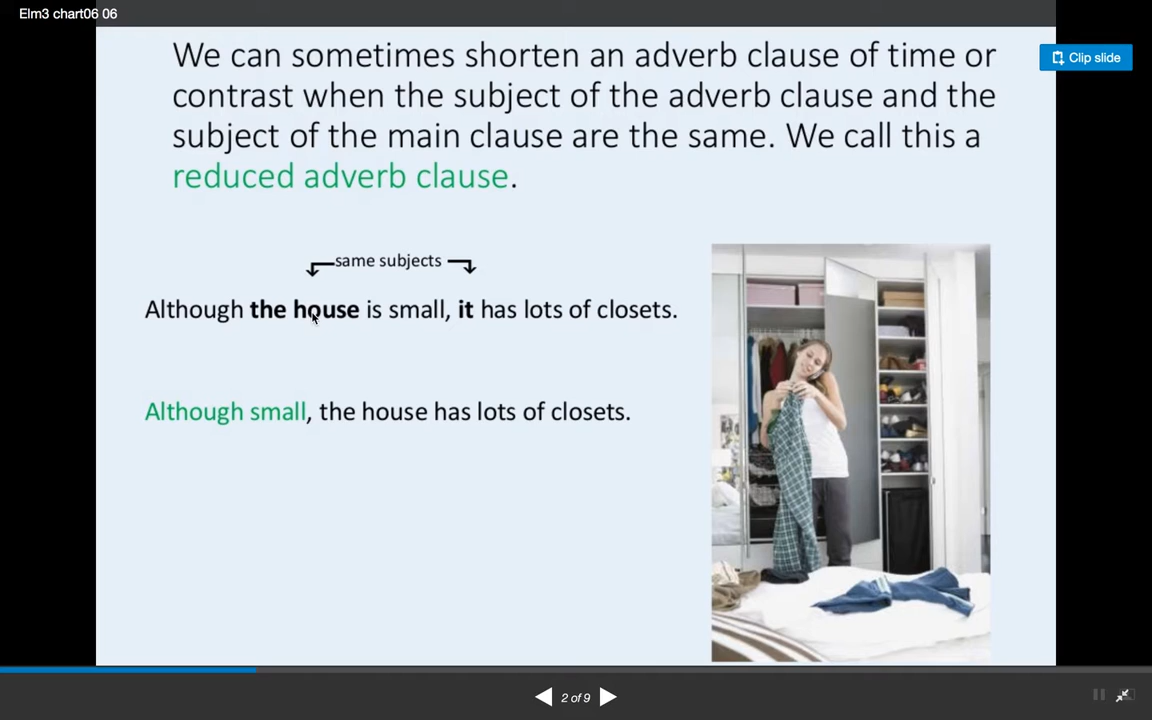 Elm3 chart06 06
Clip slide
We can sometimes shorten an adverb clause of time or
contrast when the subject of the adverb clause and the
subject of the main clause are the same. We call this a
reduced adverb clause.
same subjects
Although the house is small, it has lots of closets.
Although small, the house has lots of closets.
2 of 9